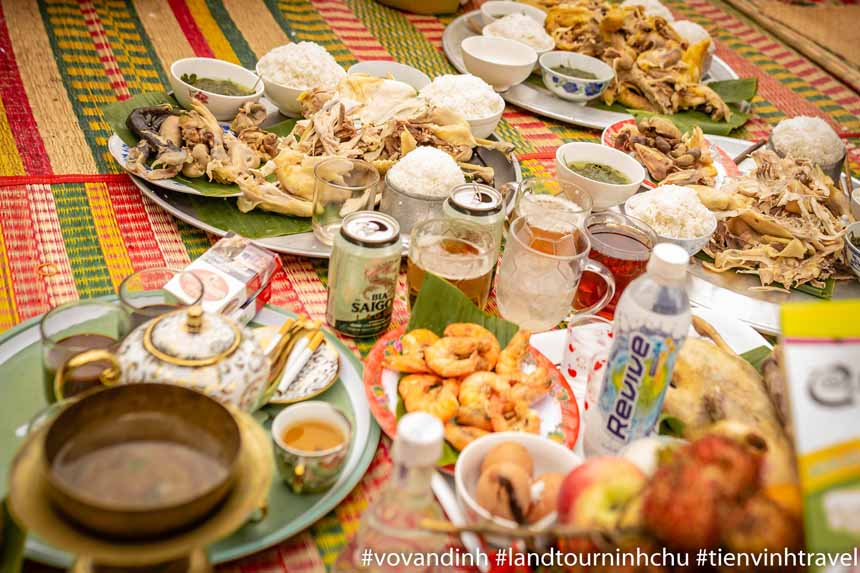 BIA
SAIGON
Revive
#vovandinh #landtourninhchu #tienvinhtravel